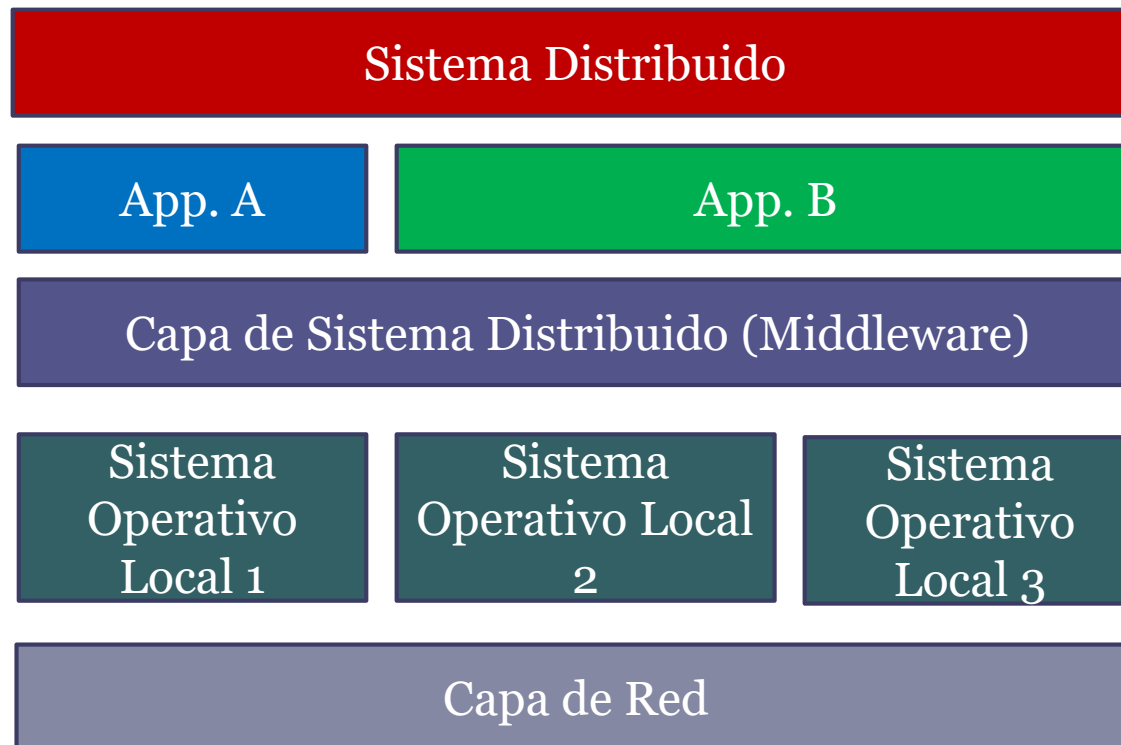 Sistema Distribuido
App. A
App. B
Capa de Sistema Distribuido (Middleware)
Sistema
Operativo
Local 1
Sistema
Operativo Local
2
Sistema
Operativo
Local 3
Capa de Red